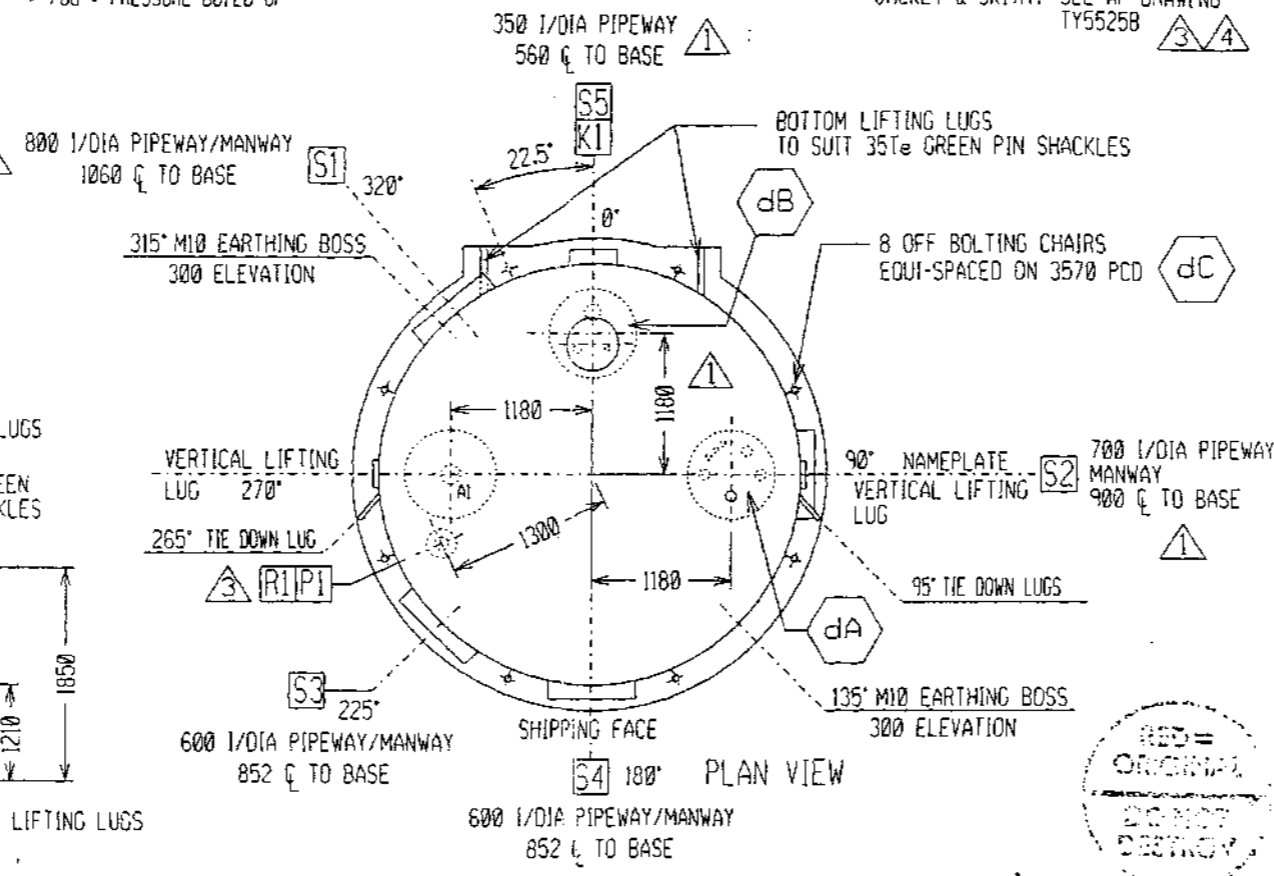 350 I/DIA PIPEWAY
560 ℄ TO BASE
1
TY5525B
3
4
S5
K1
800 I/DIA PIPEWAY/MANWAY
1060 ℄ TO BASE
S1
320°
22.5°
0°
BOTTOM LIFTING LUGS
TO SUIT 35Te GREEN PIN SHACKLES
dB
315° M10 EARTHING BOSS
300 ELEVATION
8 OFF BOLTING CHAIRS
EQUI-SPACED ON 3570 PCD
dC
1
1180
1180
LUGS
VERTICAL LIFTING
LUG 270°
A1
90° NAMEPLATE
VERTICAL LIFTING
LUG
S2
700 I/DIA PIPEWAY
MANWAY
900 ℄ TO BASE
1
265° TIE DOWN LUG
1300
1180
3
R1
P1
95° TIE DOWN LUGS
dA
1850
1210
S3
225°
600 I/DIA PIPEWAY/MANWAY
852 ℄ TO BASE
SHIPPING FACE
135° M10 EARTHING BOSS
300 ELEVATION
S4
180°
PLAN VIEW
600 I/DIA PIPEWAY/MANWAY
852 ℄ TO BASE
LIFTING LUGS
RED =
ORIGINAL
DO NOT
DESTROY